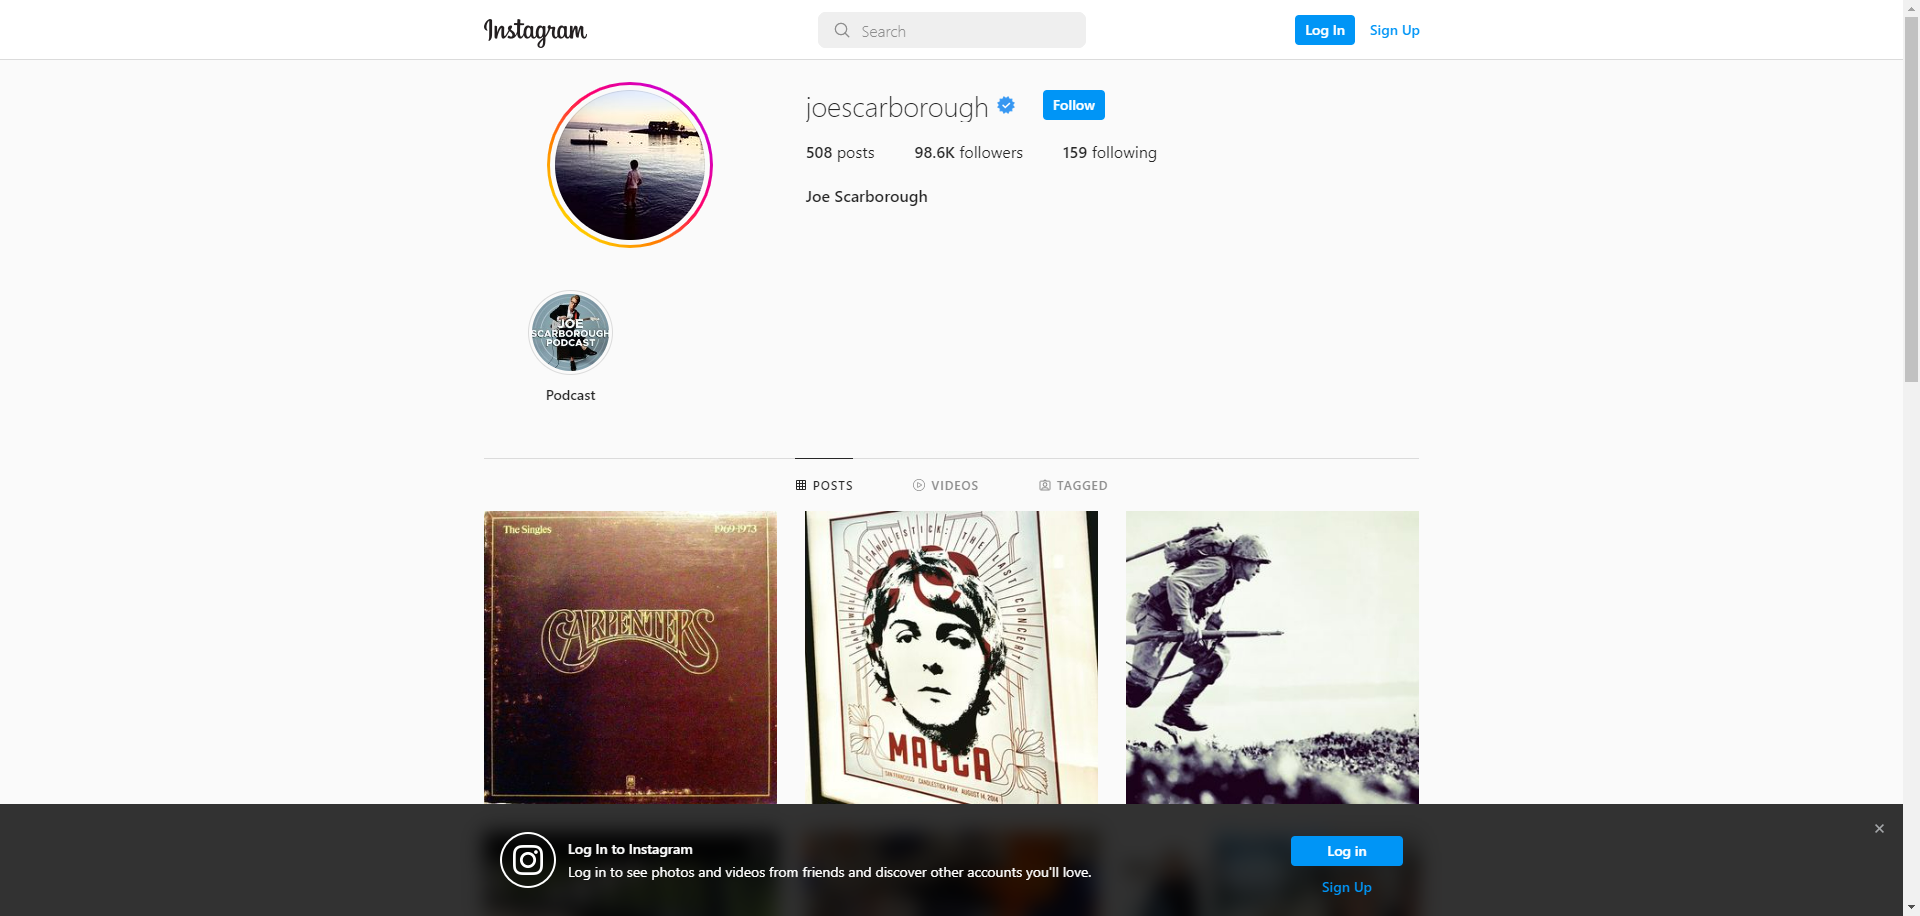 Instagram
Search
Log In
Sign Up
joescarborough
Follow
508 posts
98.6K followers
159 following
Joe Scarborough
JOE
SCARBOROUGH
PODCAST
Podcast
POSTS
VIDEOS
TAGGED
The Singles
1969-1973
CARPENTERS
FAREWELL TO CANDLESTICK: THE LAST CONCERT
MACCA
SAN FRANCISCO CANDLESTICK PARK AUGUST 14, 2014
Log In to Instagram
Log in to see photos and videos from friends and discover other accounts you'll love.
Log in
Sign Up